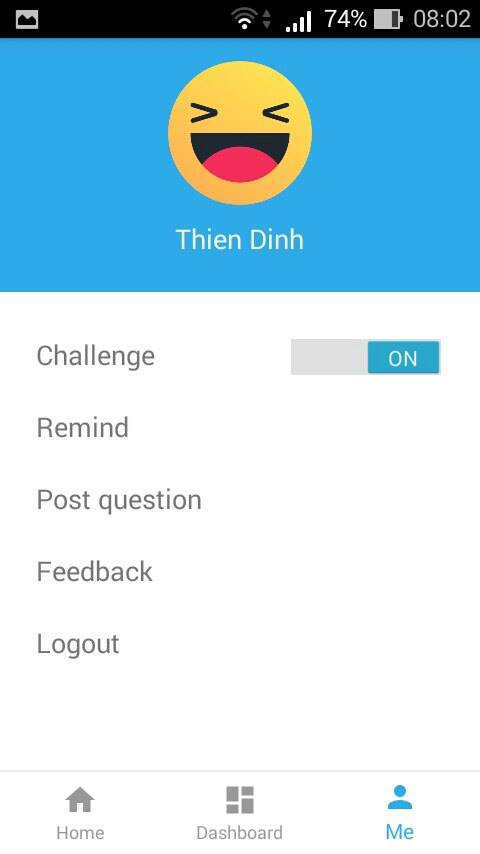 74% 08:02
Thien Dinh
Challenge ON
Remind
Post question
Feedback
Logout
Home Dashboard Me